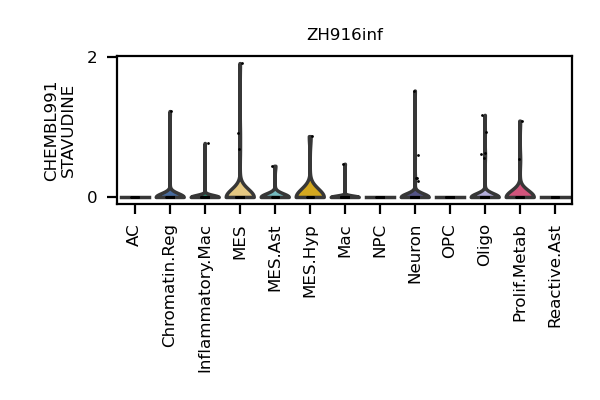 ZH916inf
CHEMBL991
STAVUDINE
2
0
AC
Chromatin.Reg
Inflammatory.Mac
MES
MES.Ast
MES.Hyp
Mac
NPC
Neuron
OPC
Oligo
Prolif.Metab
Reactive.Ast